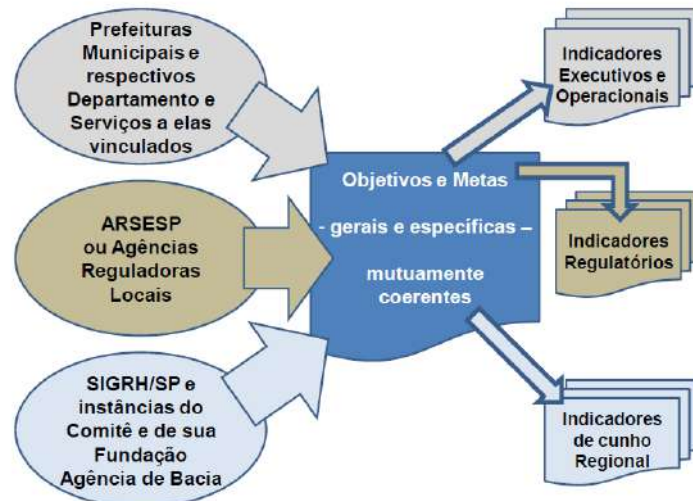 Prefeituras
Municipais e
respectivos
Departamento e
Serviços a elas
vinculados
ARSESP
ou Agências
Reguladoras
Locais
SIGRH/SP e
instâncias do
Comitê e de sua
Fundação
Agência de Bacia
Objetivos e Metas
- gerais e específicas –
mutuamente
coerentes
Indicadores
Executivos e
Operacionais
Indicadores
Regulatórios
Indicadores
de cunho
Regional